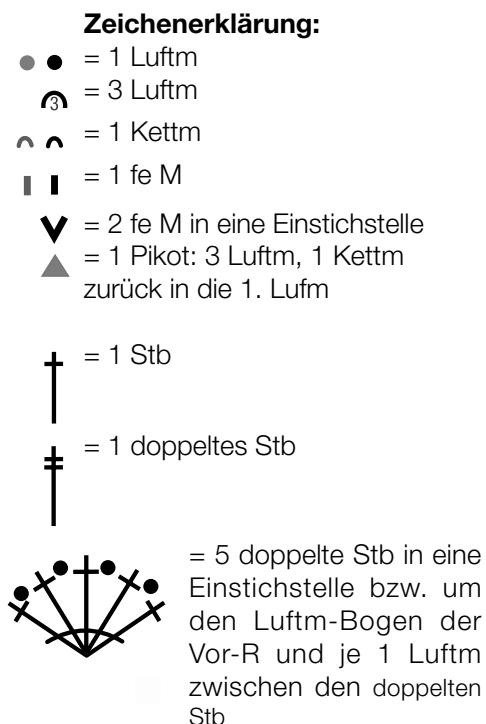 Zeichenerklärung:
= 1 Luftm
3 = 3 Luftm
= 1 Kettm
= 1 fe M
= 2 fe M in eine Einstichstelle
= 1 Pikot: 3 Luftm, 1 Kettm
zurück in die 1. Lufm
= 1 Stb
= 1 doppeltes Stb
= 5 doppelte Stb in eine
Einstichstelle bzw. um
den Luftm-Bogen der
Vor-R und je 1 Luftm
zwischen den doppelten
Stb